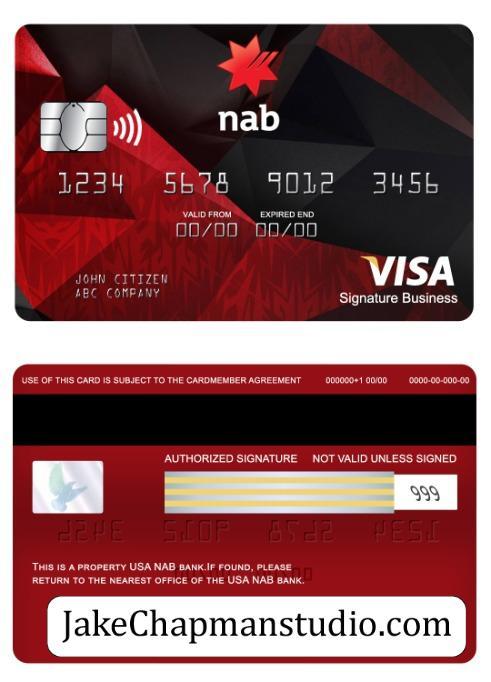 nab
1234 5678 9012 3456
VALID FROM EXPIRED END
00/00 00/00
JOHN CITIZEN
ABC COMPANY
VISA
Signature Business
USE OF THIS CARD IS SUBJECT TO THE CARDMEMBER AGREEMENT 000000+1 00/00 0000-00-000-00
AUTHORIZED SIGNATURE NOT VALID UNLESS SIGNED
999
THIS IS A PROPERTY USA NAB BANK.IF FOUND, PLEASE
RETURN TO THE NEAREST OFFICE OF THE USA NAB BANK.
JakeChapmanstudio.com